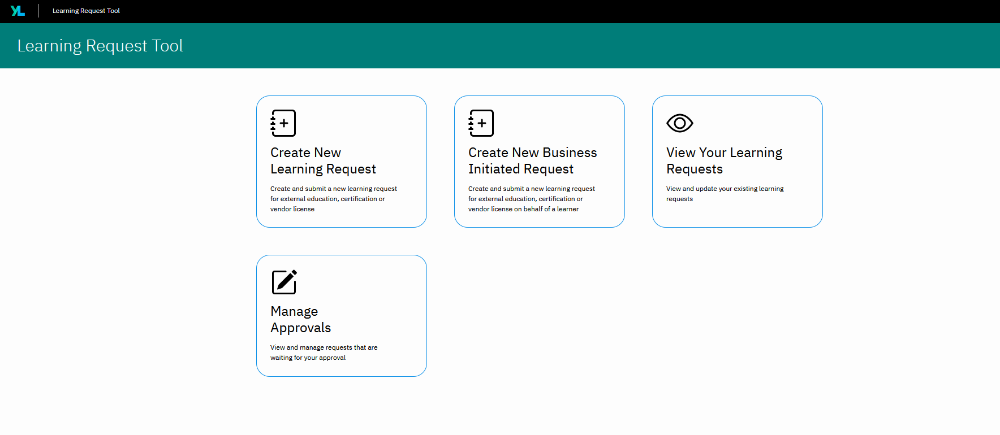 YL
Learning Request Tool
Learning Request Tool
Create New
Learning Request
Create and submit a new learning request
for external education, certification or
vendor license
Create New Business
Initiated Request
Create and submit a new learning request
for external education, certification or
vendor license on behalf of a learner
View Your Learning
Requests
View and update your existing learning
requests
Manage
Approvals
View and manage requests that are
waiting for your approval